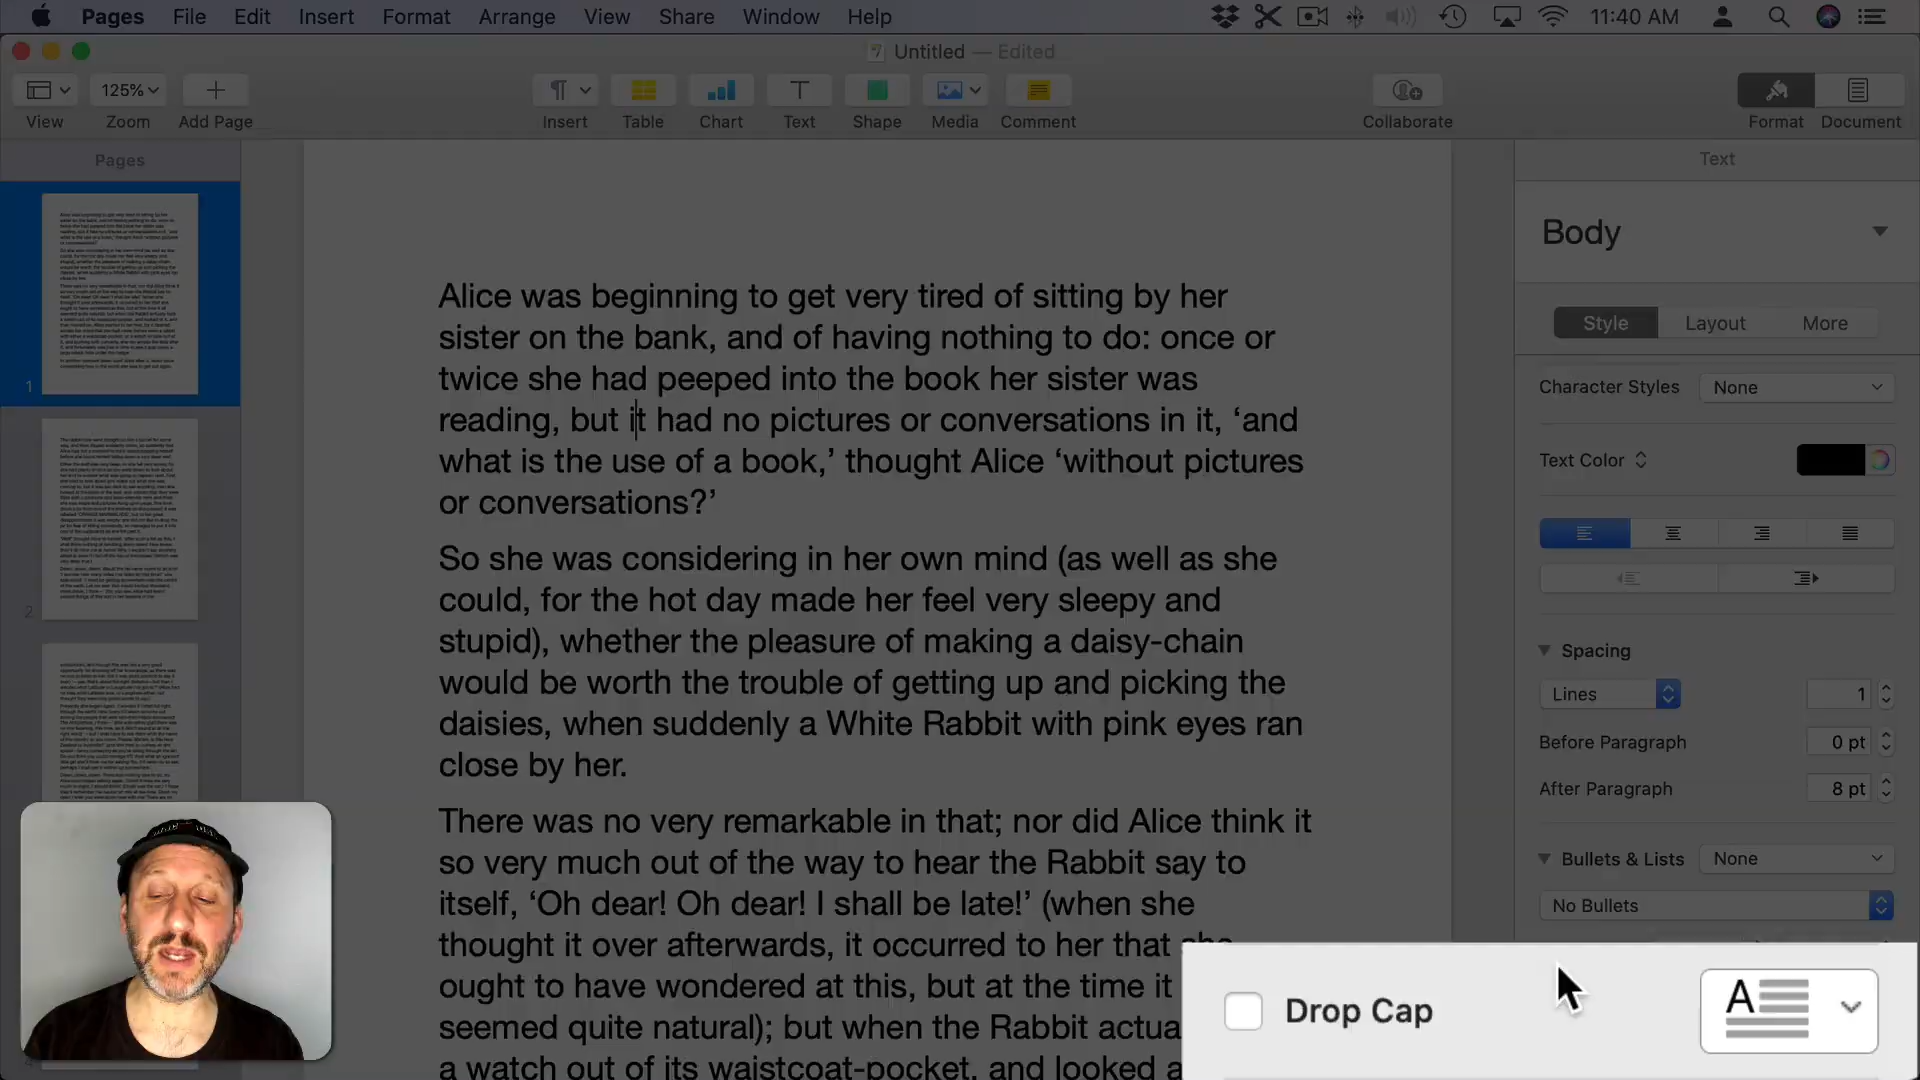 Pages File Edit Insert Format Arrange View Share Window Help 11:40 AM
Untitled — Edited
125%
View Zoom Add Page Insert Table Chart Text Shape Media Comment Collaborate Format Document
Pages
Text
1
2
Body
Style Layout More
Character Styles None
Text Color
Spacing
Lines 1
Before Paragraph 0 pt
After Paragraph 8 pt
Bullets & Lists None
No Bullets
Alice was beginning to get very tired of sitting by her
sister on the bank, and of having nothing to do: once or
twice she had peeped into the book her sister was
reading, but it had no pictures or conversations in it, ‘and
what is the use of a book,’ thought Alice ‘without pictures
or conversations?’
So she was considering in her own mind (as well as she
could, for the hot day made her feel very sleepy and
stupid), whether the pleasure of making a daisy-chain
would be worth the trouble of getting up and picking the
daisies, when suddenly a White Rabbit with pink eyes ran
close by her.
There was no very remarkable in that; nor did Alice think it
so very much out of the way to hear the Rabbit say to
itself, ‘Oh dear! Oh dear! I shall be late!’ (when she
thought it over afterwards, it occurred to her that she
ought to have wondered at this, but at the time it
seemed quite natural); but when the Rabbit actua
a watch out of its waistcoat-pocket, and looked a
Drop Cap
A